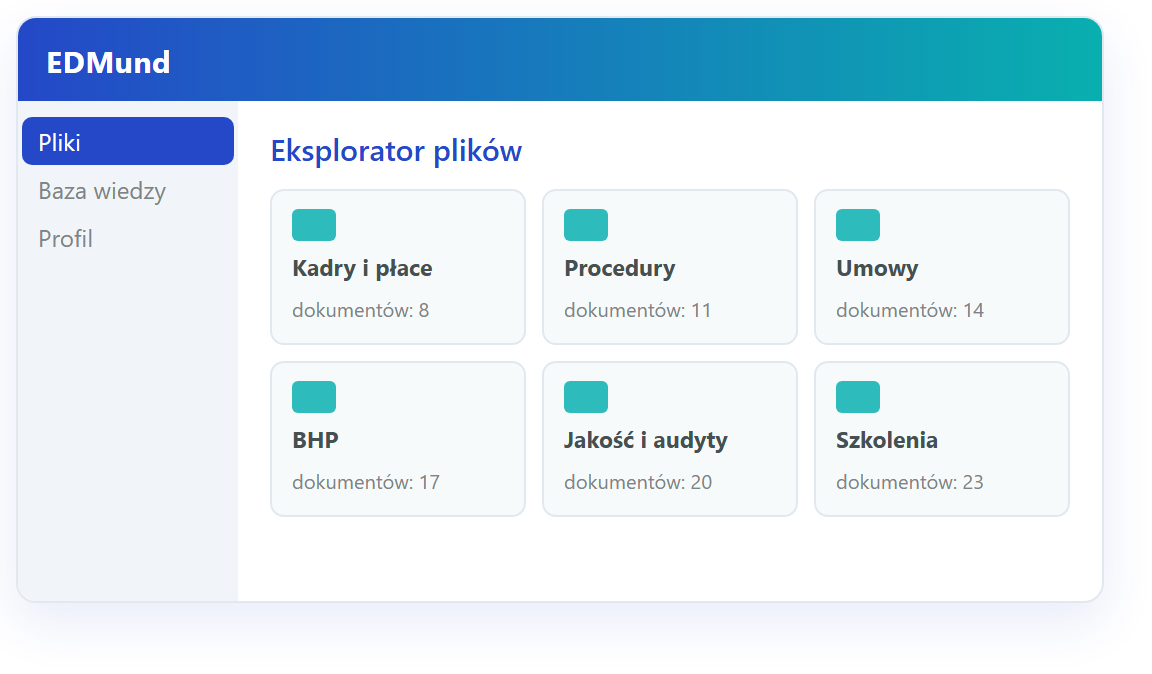 EDMund
Pliki
Baza wiedzy
Profil
Eksplorator plików
Kadry i płace
dokumentów: 8
Procedury
dokumentów: 11
Umowy
dokumentów: 14
BHP
dokumentów: 17
Jakość i audyty
dokumentów: 20
Szkolenia
dokumentów: 23